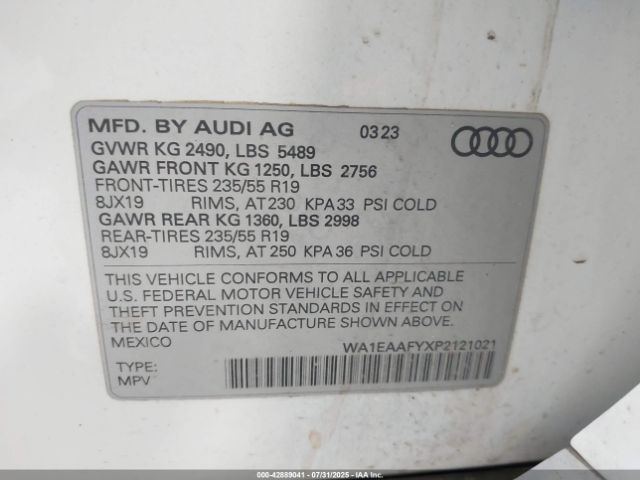 MFD. BY AUDI AG 0323
GVWR KG 2490, LBS 5489
GAWR FRONT KG 1250, LBS 2756
FRONT-TIRES 235/55 R19
8JX19 RIMS, AT 230 KPA 33 PSI COLD
GAWR REAR KG 1360, LBS 2998
REAR-TIRES 235/55 R19
8JX19 RIMS, AT 250 KPA 36 PSI COLD
THIS VEHICLE CONFORMS TO ALL APPLICABLE
U.S. FEDERAL MOTOR VEHICLE SAFETY AND
THEFT PREVENTION STANDARDS IN EFFECT ON
THE DATE OF MANUFACTURE SHOWN ABOVE.
MEXICO WA1EAAFYXP2121021
TYPE:
MPV
000-42889041 - 07/31/2025 - IAA Inc.